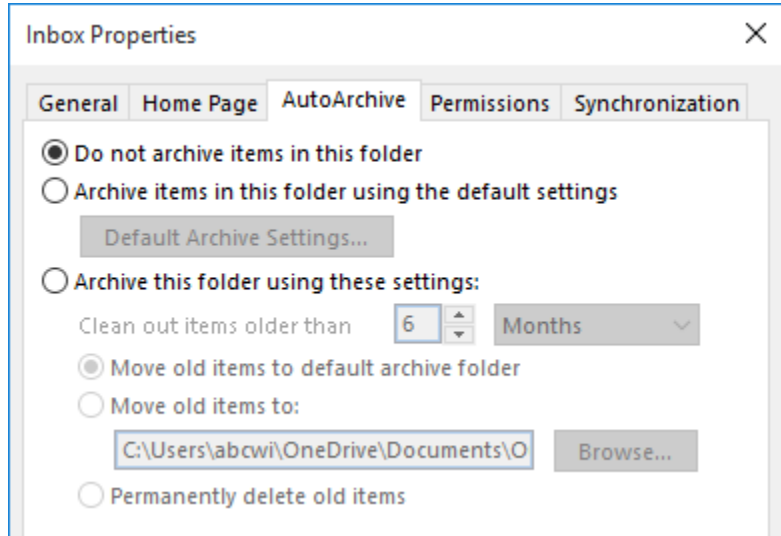 Inbox Properties
General Home Page AutoArchive Permissions Synchronization
Do not archive items in this folder
Archive items in this folder using the default settings
Default Archive Settings...
Archive this folder using these settings:
Clean out items older than 6 Months
Move old items to default archive folder
Move old items to:
C:\Users\abcwi\OneDrive\Documents\O Browse...
Permanently delete old items